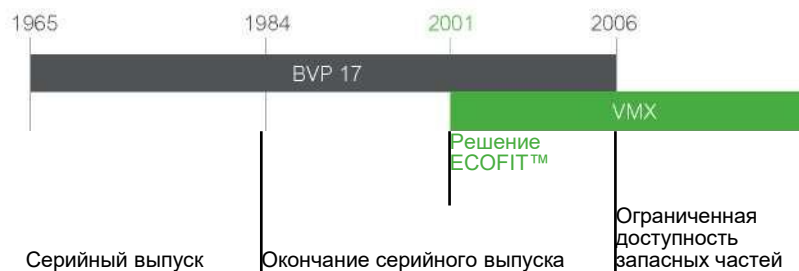 1965 1984 2001 2006
BVP 17
VMX
Решение
ECOFIT™
Ограниченная
доступность
Серийный выпуск Окончание серийного выпуска запасных частей